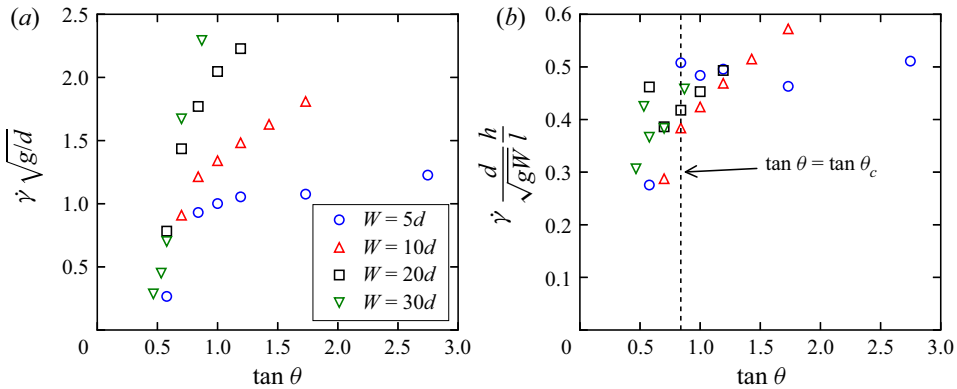 (a)
2.5
2.0
1.5
1.0
0.5
0
0.5
1.0
1.5
2.0
2.5
3.0
γ̇ √g/d
tan θ
W = 5d
W = 10d
W = 20d
W = 30d
(b)
0.6
0.5
0.4
0.3
0.2
0.1
0
0.5
1.0
1.5
2.0
2.5
3.0
γ̇ d/√gW h/l
tan θ
tan θ = tan θ_c